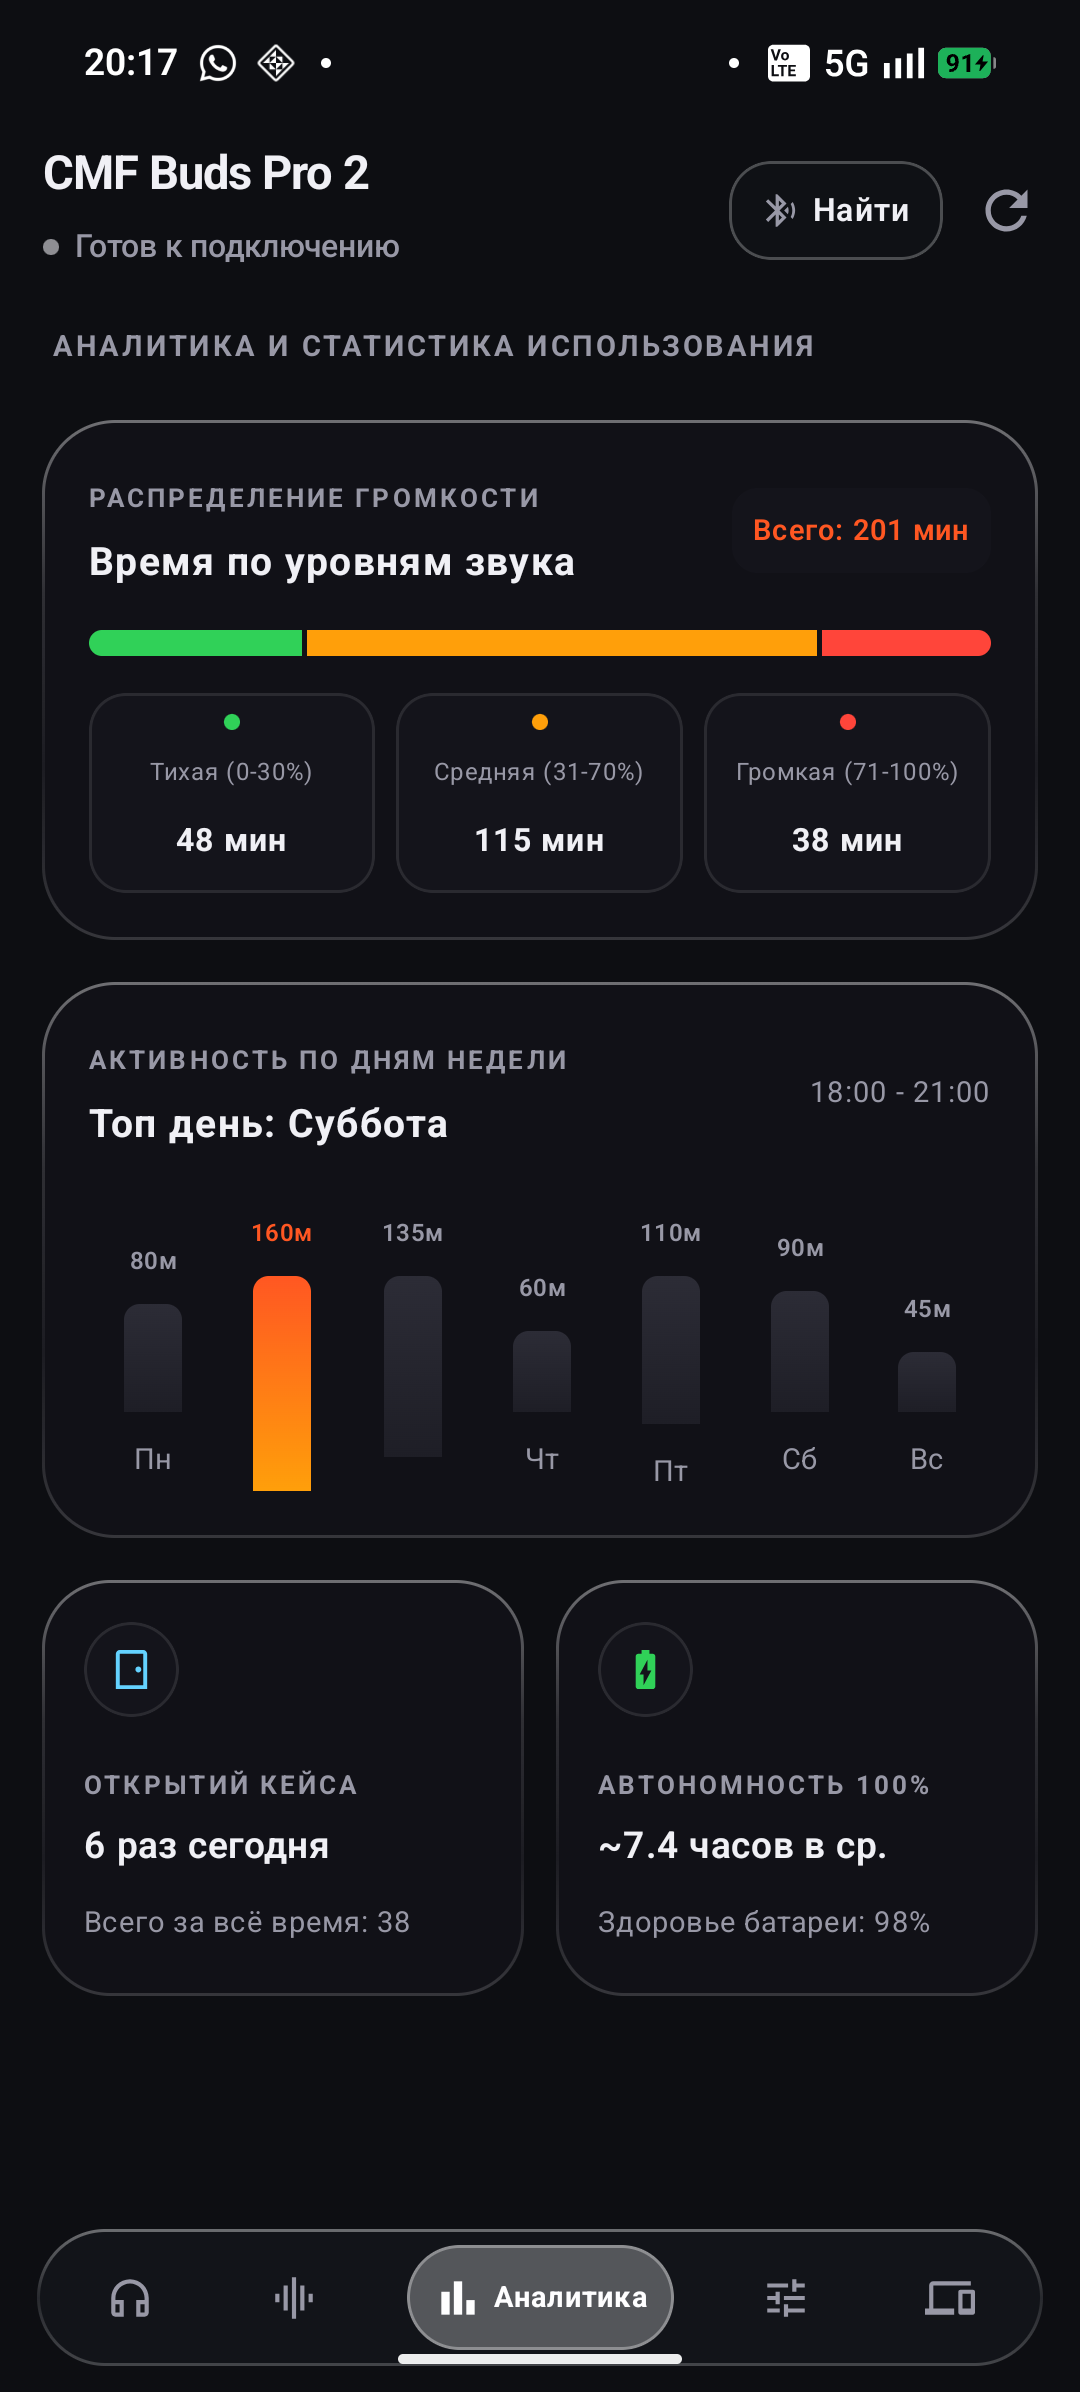 20:17 VoLTE 5G 91
CMF Buds Pro 2
Готов к подключению
Найти
АНАЛИТИКА И СТАТИСТИКА ИСПОЛЬЗОВАНИЯ
РАСПРЕДЕЛЕНИЕ ГРОМКОСТИ
Время по уровням звука
Всего: 201 мин
Тихая (0-30%)
48 мин
Средняя (31-70%)
115 мин
Громкая (71-100%)
38 мин
АКТИВНОСТЬ ПО ДНЯМ НЕДЕЛИ
Топ день: Суббота
18:00 - 21:00
80м 160м 135м 60м 110м 90м 45м
Пн Чт Пт Сб Вс
ОТКРЫТИЙ КЕЙСА
6 раз сегодня
Всего за всё время: 38
АВТОНОМНОСТЬ 100%
~7.4 часов в ср.
Здоровье батареи: 98%
Аналитика